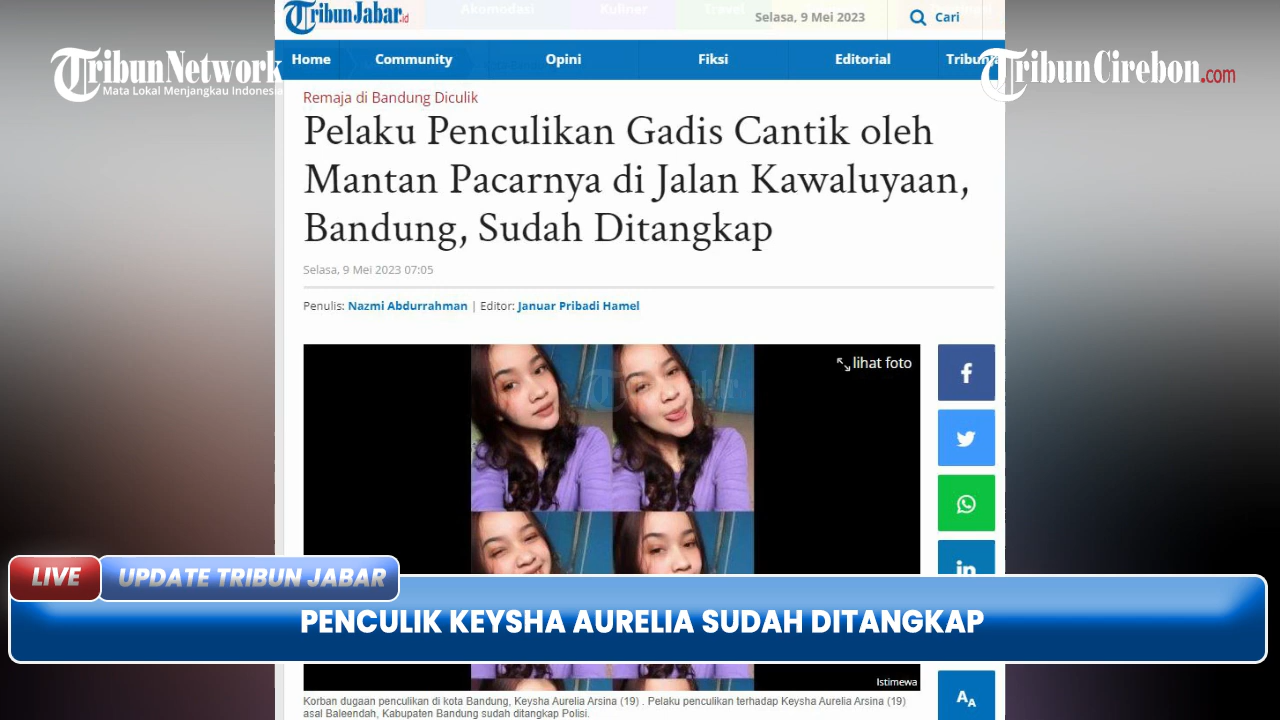 TribunJabar.id
Akomodasi
Kuliner
Travel
Selasa, 9 Mei 2023
Cari
TribunNetwork
Mata Lokal Menjangkau Indonesia
Home
Community
Opini
Fiksi
Editorial
TribunCirebon.com
Remaja di Bandung Diculik
Pelaku Penculikan Gadis Cantik oleh
Mantan Pacarnya di Jalan Kawaluyaan,
Bandung, Sudah Ditangkap
Selasa, 9 Mei 2023 07:05
Penulis: Nazmi Abdurrahman | Editor: Januar Pribadi Hamel
lihat foto
f
in
LIVE
UPDATE TRIBUN JABAR
PENCULIK KEYSHA AURELIA SUDAH DITANGKAP
Istimewa
AA
Korban dugaan penculikan di kota Bandung, Keysha Aurelia Arsina (19) . Pelaku penculikan terhadap Keysha Aurelia Arsina (19)
asal Baleendah, Kabupaten Bandung sudah ditangkap Polisi.